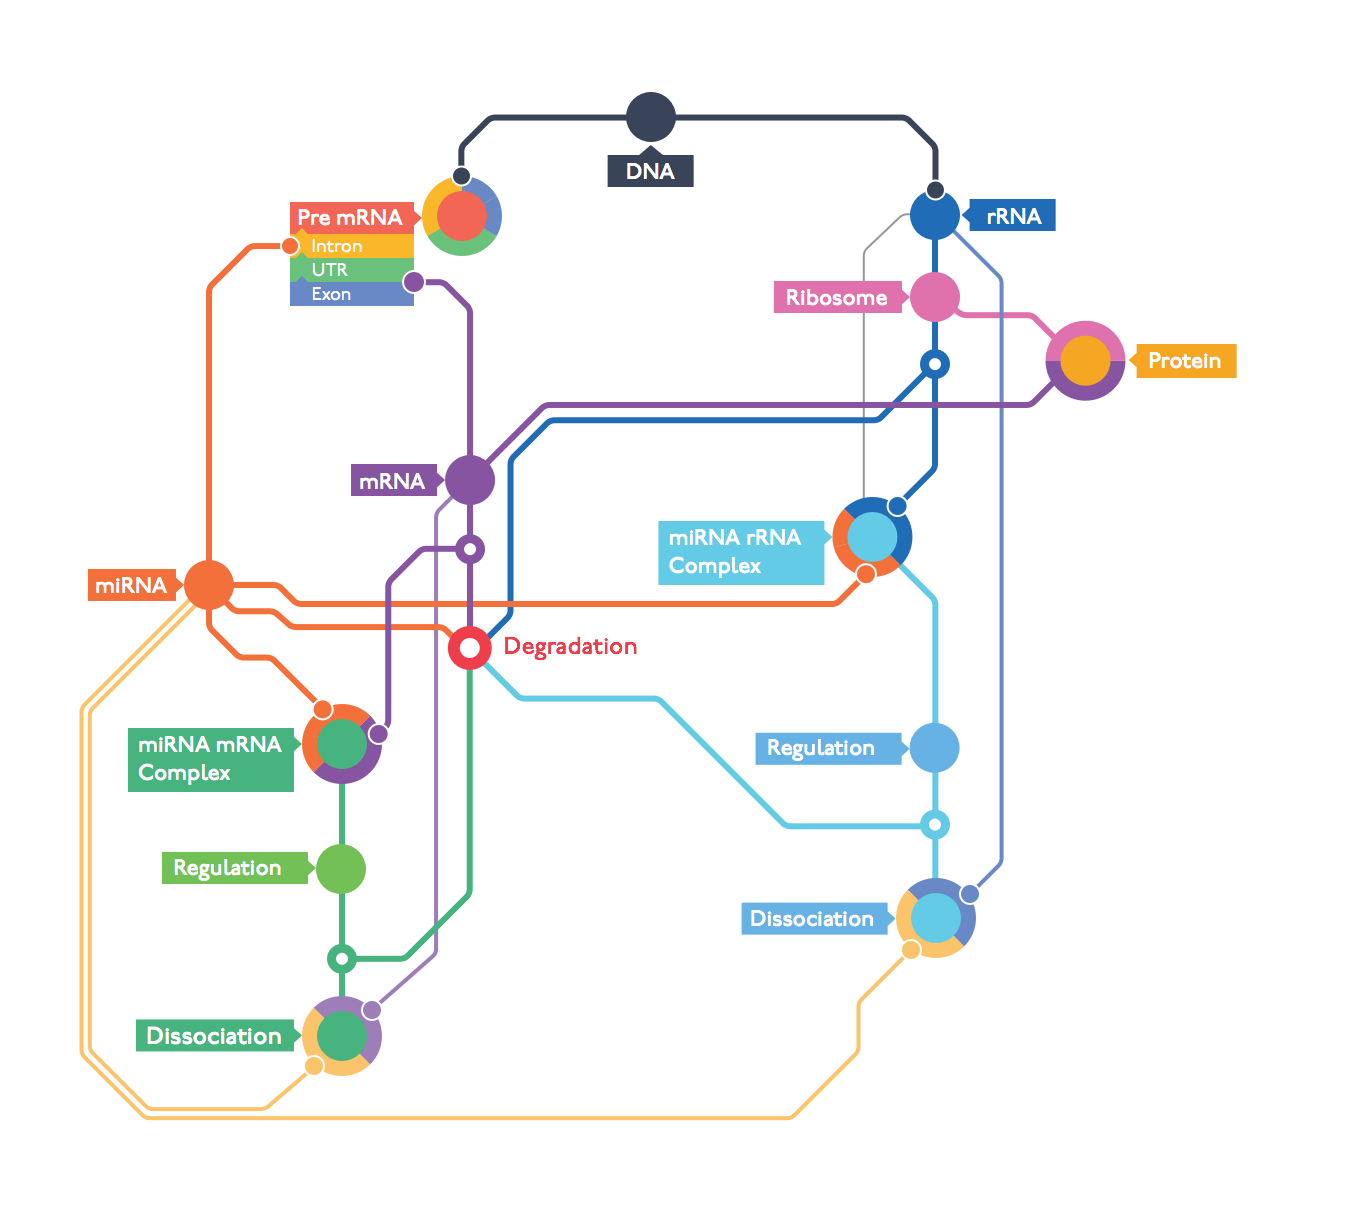 DNA
Pre mRNA
Intron
UTR
Exon
rRNA
Ribosome
Protein
mRNA
miRNA rRNA
Complex
miRNA
Degradation
miRNA mRNA
Complex
Regulation
Regulation
Dissociation
Dissociation